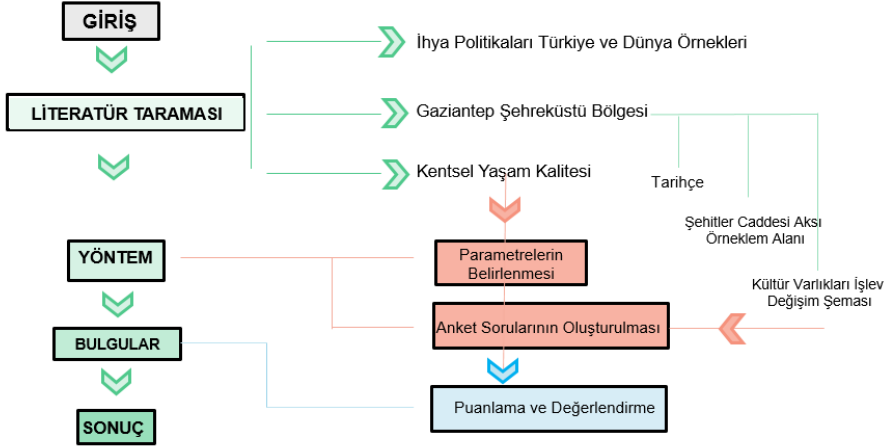 GİRİŞ
İhya Politikaları Türkiye ve Dünya Örnekleri
LİTERATÜR TARAMASI
Gaziantep Şehreküstü Bölgesi
Kentsel Yaşam Kalitesi
Tarihçe
Şehitler Caddesi Aksı
Örneklem Alanı
Kültür Varlıkları İşlev
Değişim Şeması
YÖNTEM
Parametrelerin
Belirlenmesi
Anket Sorularının Oluşturulması
BULGULAR
Puanlama ve Değerlendirme
SONUÇ